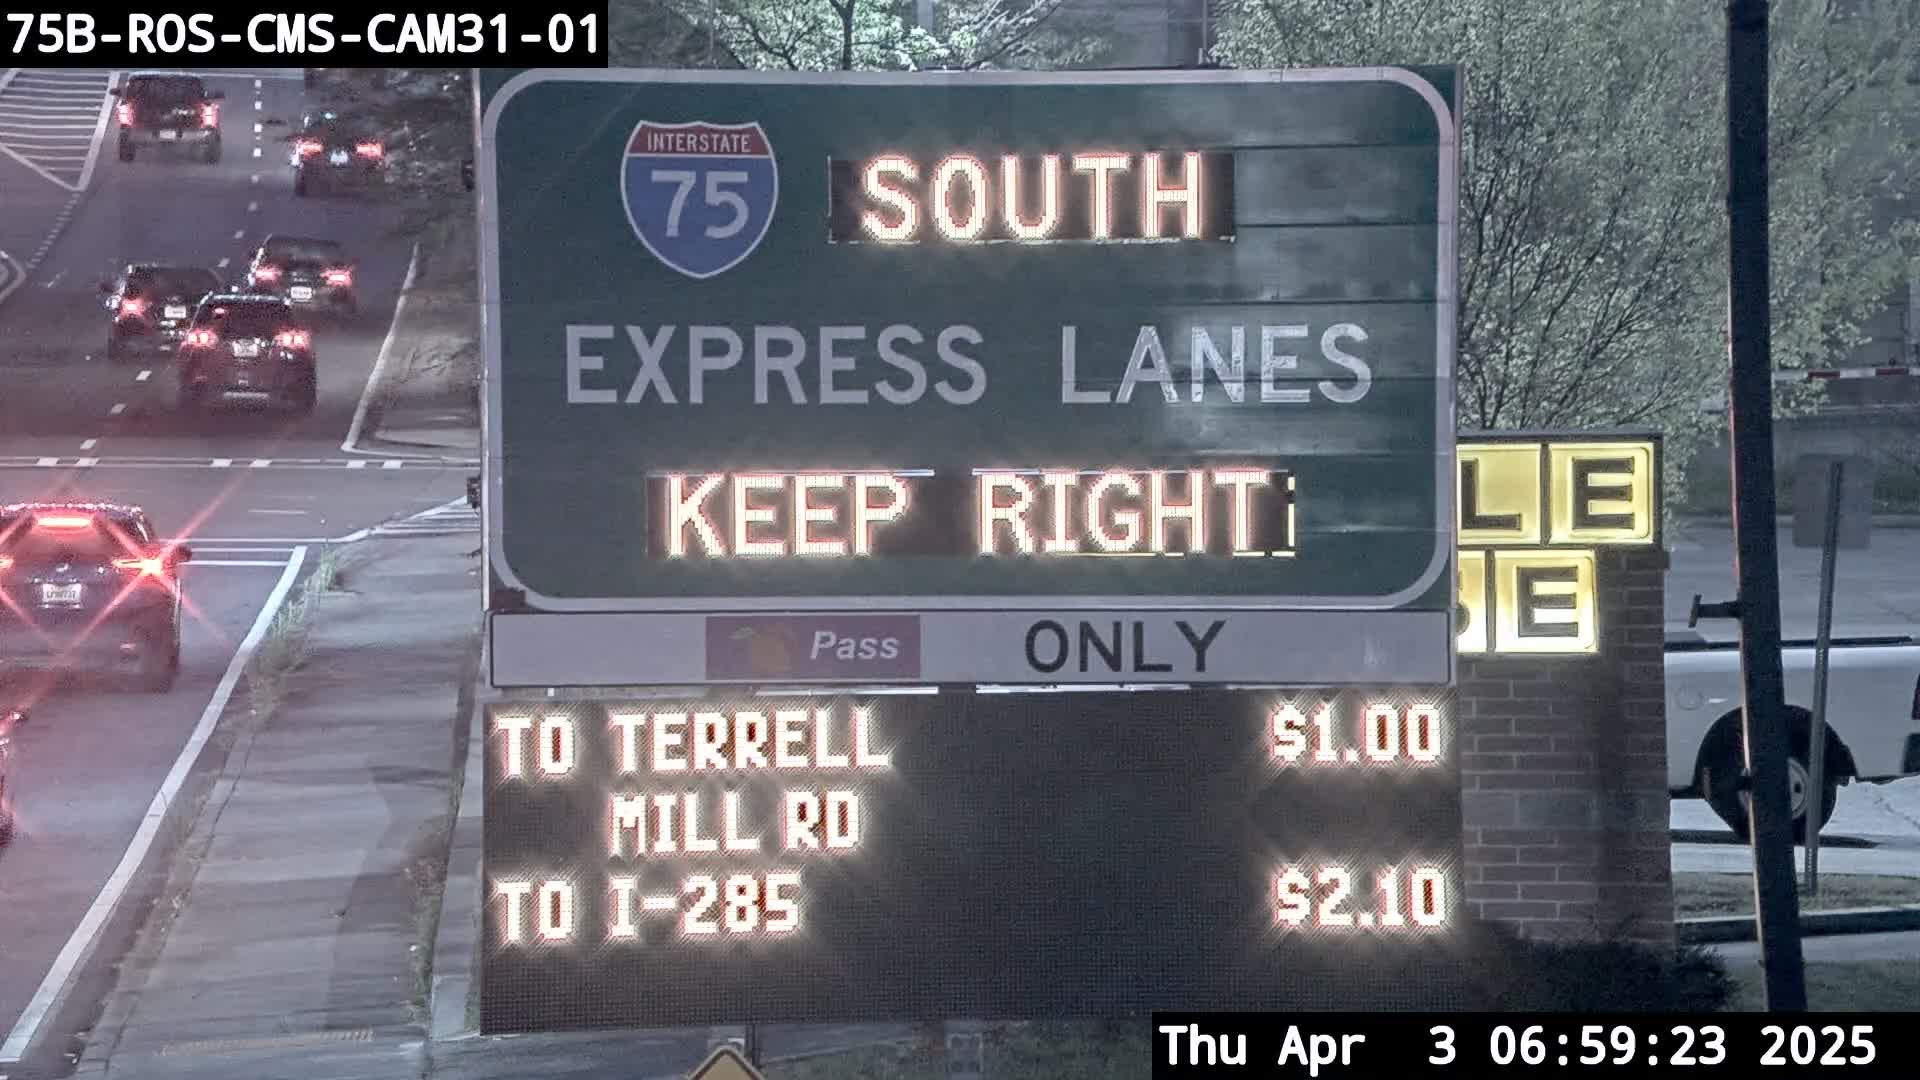 75B-ROS-CMS-CAM31-01
INTERSTATE
75
SOUTH
EXPRESS LANES
KEEP RIGHT
Pass ONLY
TO TERRELL $1.00
MILL RD
TO I-285 $2.10
LE
E
Thu Apr 3 06:59:23 2025